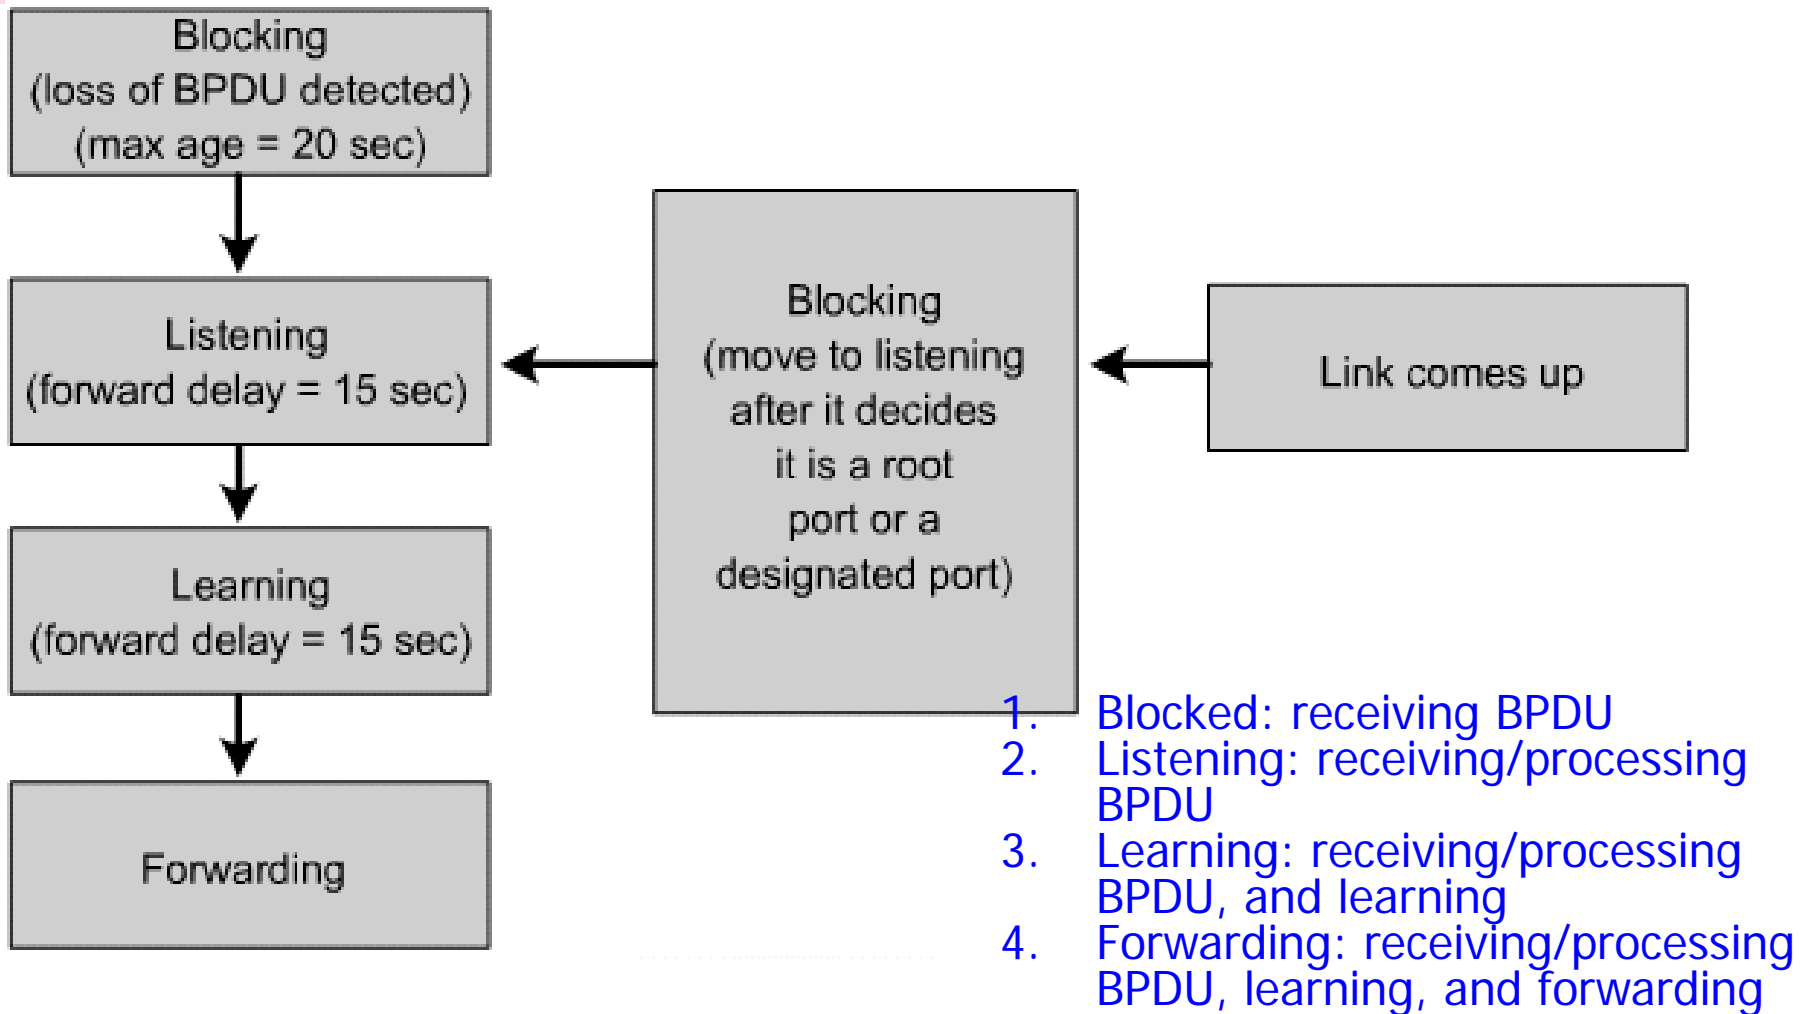 Blocking
(loss of BPDU detected)
(max age = 20 sec)
Listening
(forward delay = 15 sec)
Learning
(forward delay = 15 sec)
Forwarding
Blocking
(move to listening
after it decides
it is a root
port or a
designated port)
Link comes up
1. Blocked: receiving BPDU
2. Listening: receiving/processing
BPDU
3. Learning: receiving/processing
BPDU, and learning
4. Forwarding: receiving/processing
BPDU, learning, and forwarding